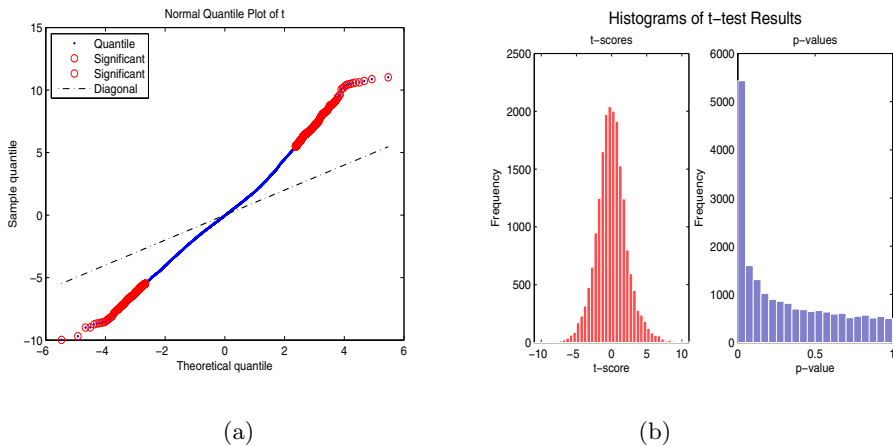 Normal Quantile Plot of t
15
10
5
0
−5
−10
Sample quantile
Quantile
Significant
Significant
Diagonal
−6 −4 −2 0 2 4 6
Theoretical quantile
(a)
Histograms of t−test Results
t−scores
2500
2000
1500
1000
500
0
Frequency
−10 −5 0 5 10
t−score
p−values
6000
5000
4000
3000
2000
1000
0
Frequency
0 0.5 1
p−value
(b)